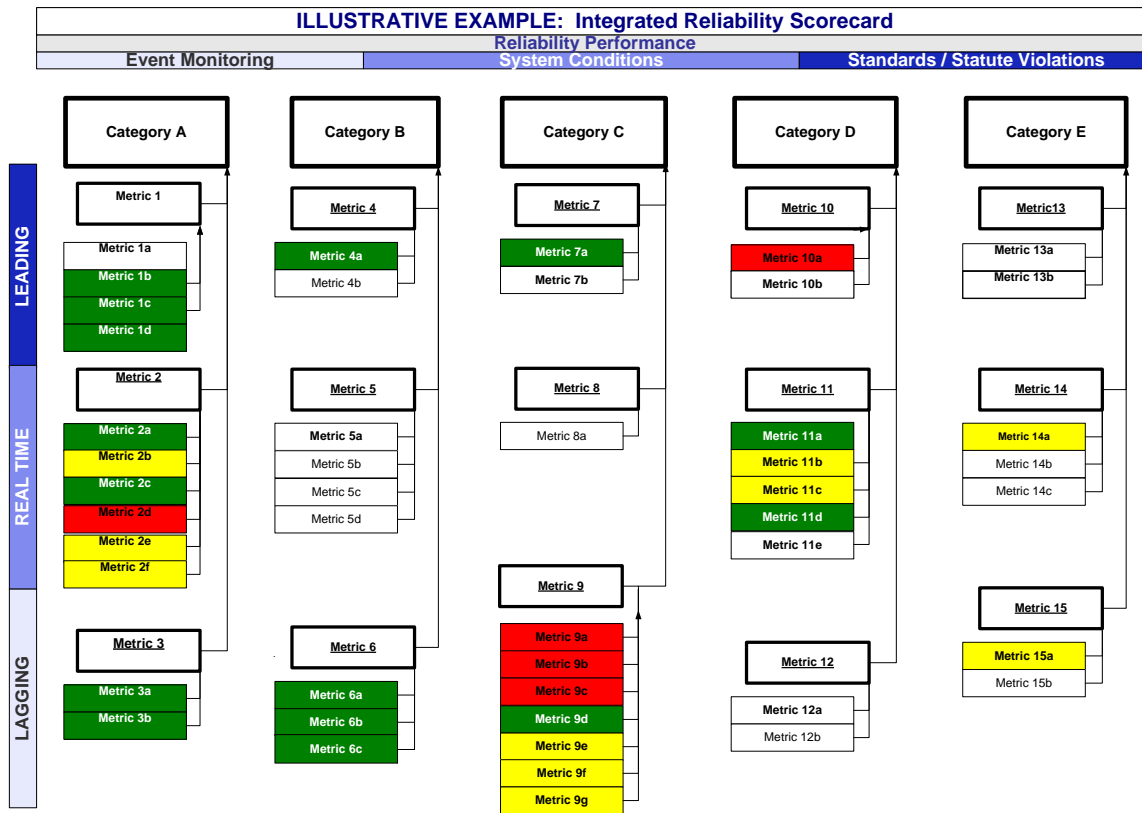 ILLUSTRATIVE EXAMPLE: Integrated Reliability Scorecard
Reliability Performance
Event Monitoring
System Conditions
Standards / Statute Violations
Category A
Category B
Category C
Category D
Category E
LEADING
Metric 1
Metric 4
Metric 7
Metric 10
Metric13
Metric 1a
Metric 1b
Metric 1c
Metric 1d
Metric 4a
Metric 4b
Metric 7a
Metric 7b
Metric 10a
Metric 10b
Metric 13a
Metric 13b
REAL TIME
Metric 2
Metric 5
Metric 8
Metric 11
Metric 14
Metric 2a
Metric 2b
Metric 2c
Metric 2d
Metric 2e
Metric 2f
Metric 5a
Metric 5b
Metric 5c
Metric 5d
Metric 8a
Metric 11a
Metric 11b
Metric 11c
Metric 11d
Metric 11e
Metric 14a
Metric 14b
Metric 14c
LAGGING
Metric 3
Metric 6
Metric 9
Metric 12
Metric 15
Metric 3a
Metric 3b
Metric 6a
Metric 6b
Metric 6c
Metric 9a
Metric 9b
Metric 9c
Metric 9d
Metric 9e
Metric 9f
Metric 9g
Metric 12a
Metric 12b
Metric 15a
Metric 15b